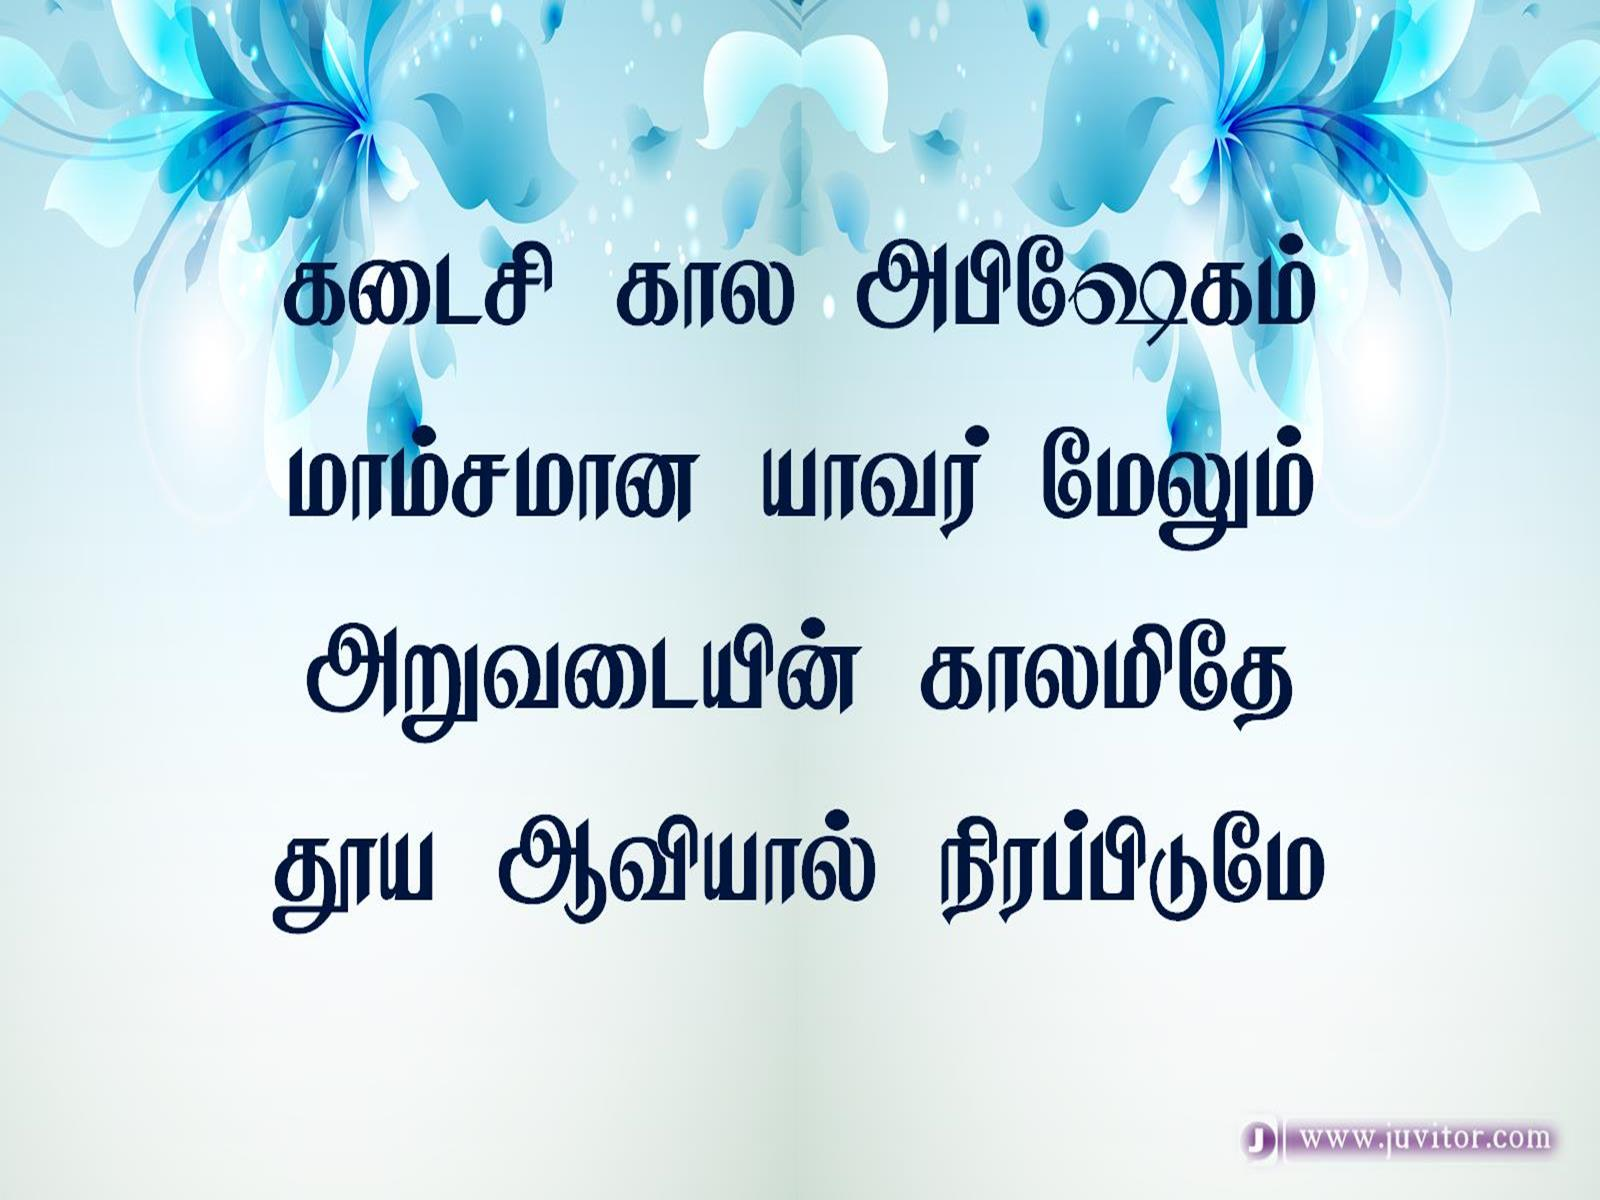 கடைசி கால அபிஷேகம்
மாம்சமான யாவர் மேலும்
அறுவடையின் காலமிதே
தூய ஆவியால் நிரப்பிடுமே
J www.juvitor.com